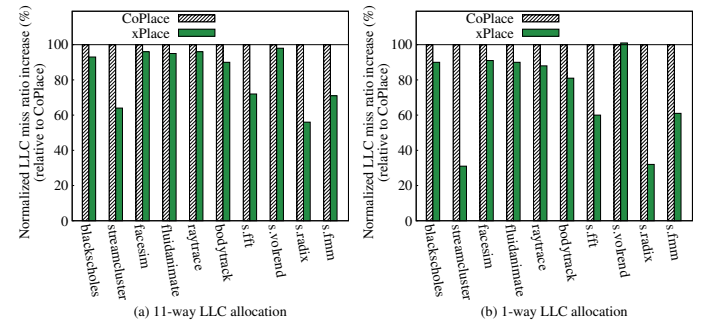 Normalized LLC miss ratio increase (%)
(relative to CoPlace)
CoPlace
xPlace
100
80
60
40
20
0
blackscholes
streamcluster
facesim
fluidanimate
raytrace
bodytrack
s.fft
s.volrend
s.radix
s.fmm
(a) 11-way LLC allocation
Normalized LLC miss ratio increase (%)
(relative to CoPlace)
CoPlace
xPlace
100
80
60
40
20
0
blackscholes
streamcluster
facesim
fluidanimate
raytrace
bodytrack
s.fft
s.volrend
s.radix
s.fmm
(b) 1-way LLC allocation